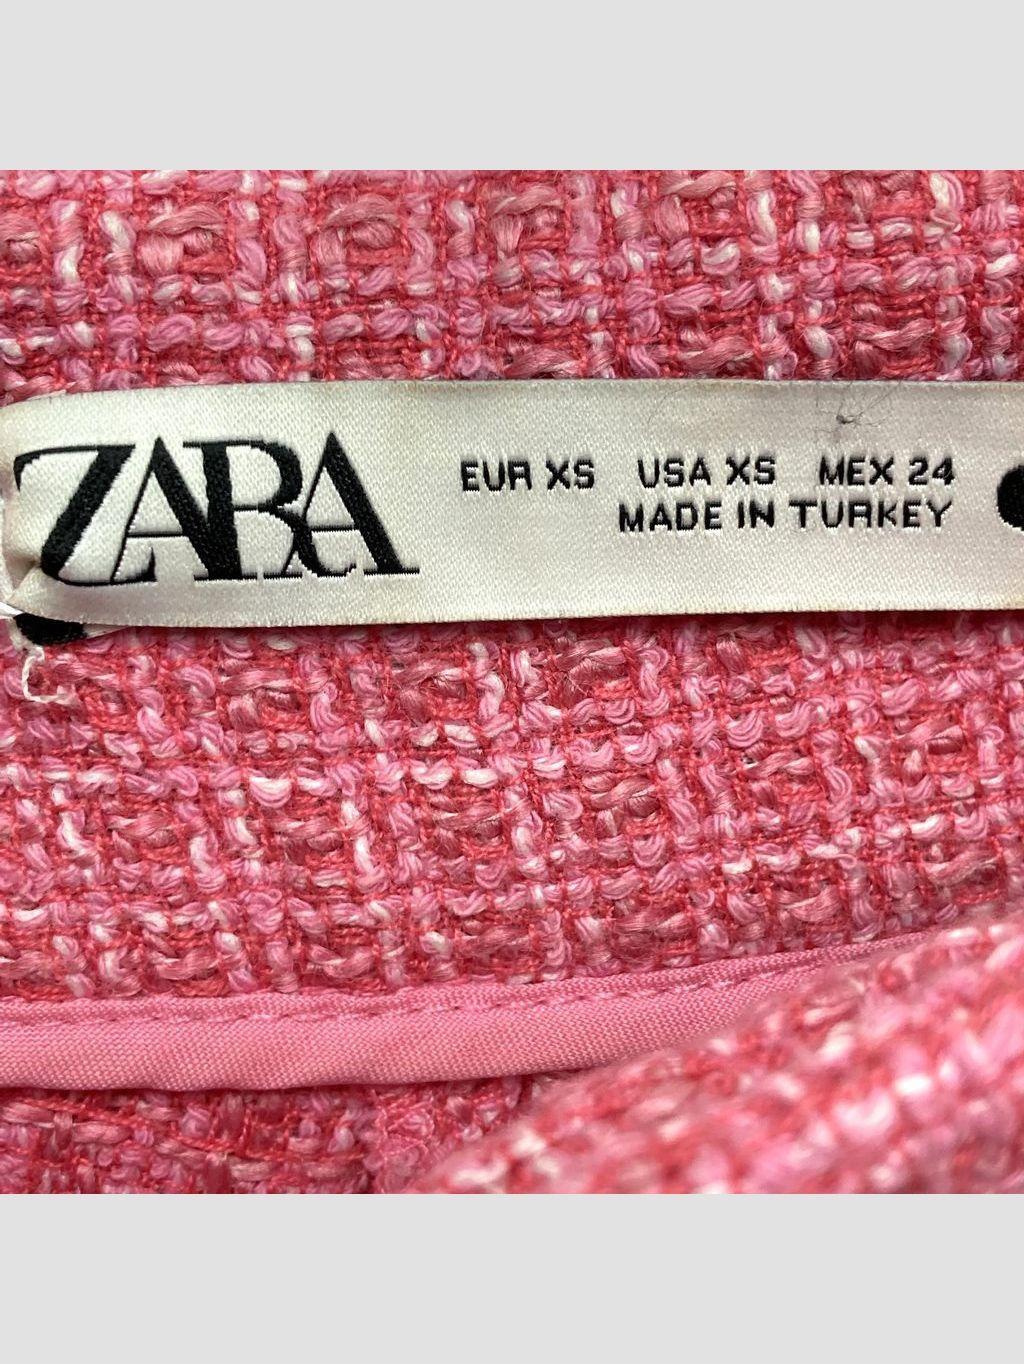 ZARA
EUR XS USA XS MEX 24
MADE IN TURKEY